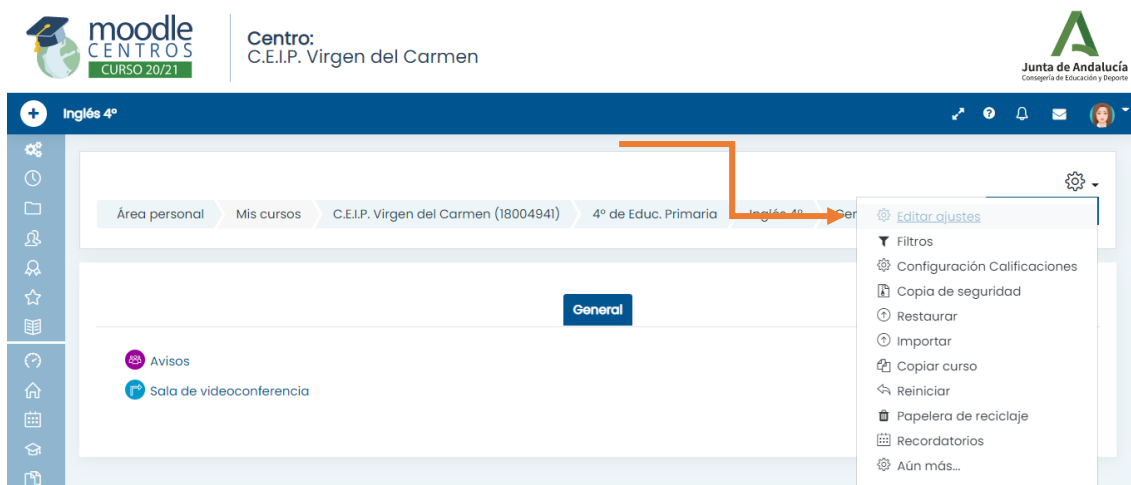 moodle
CENTROS
CURSO 20/21
Centro:
C.E.I.P. Virgen del Carmen
Junta de Andalucía
Consejería de Educación y Deporte
Inglés 4º
Área personal
Mis cursos
C.E.I.P. Virgen del Carmen (18004941)
4º de Educ. Primaria
Inglés 4º
Editar ajustes
Filtros
Configuración Calificaciones
Copia de seguridad
Restaurar
Importar
Copiar curso
Reiniciar
Papelera de reciclaje
Recordatorios
Aún más...
General
Avisos
Sala de videoconferencia